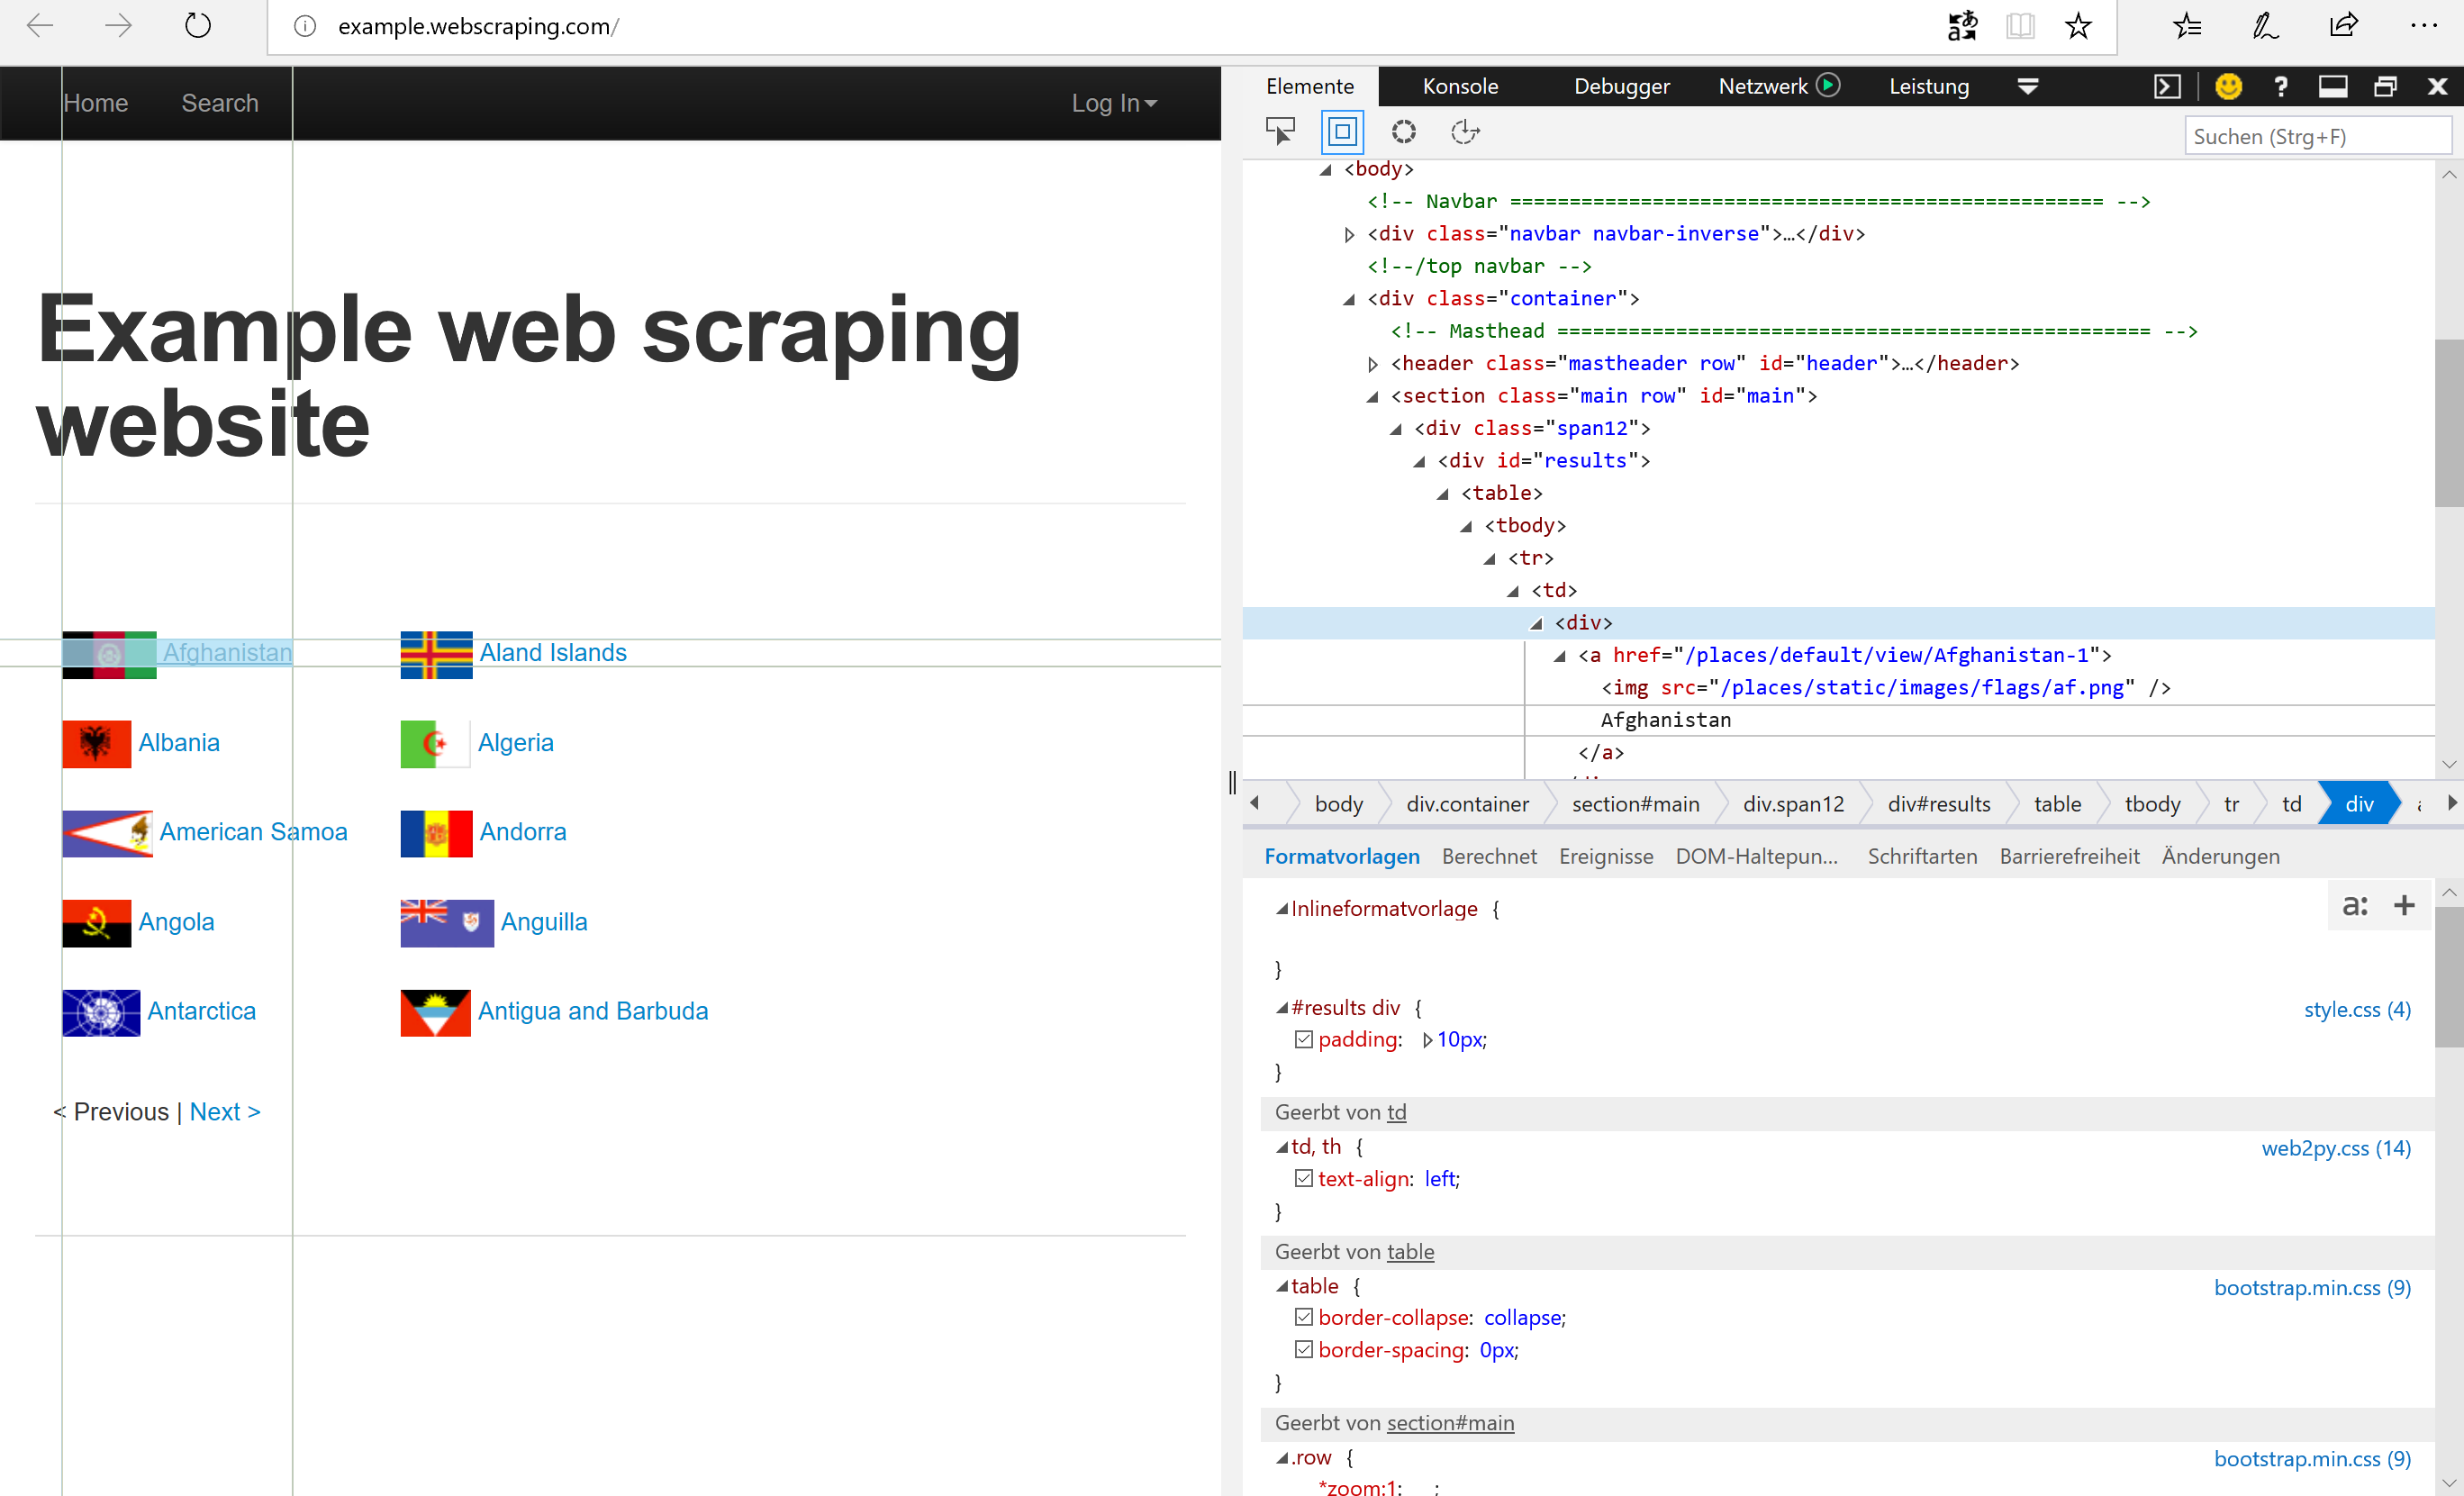 example.webscraping.com/
Home Search Log In
Example web scraping
website
Afghanistan Aland Islands
Albania Algeria
American Samoa Andorra
Angola Anguilla
Antarctica Antigua and Barbuda
< Previous | Next >
Elemente Konsole Debugger Netzwerk Leistung
Suchen (Strg+F)
<body>
<!-- Navbar ================================================== -->
<div class="navbar navbar-inverse">…</div>
<!--/top navbar -->
<div class="container">
<!-- Masthead ================================================== -->
<header class="mastheader row" id="header">…</header>
<section class="main row" id="main">
<div class="span12">
<div id="results">
<table>
<tbody>
<tr>
<td>
<div>
<a href="/places/default/view/Afghanistan-1">
<img src="/places/static/images/flags/af.png" />
Afghanistan
</a>
body div.container section#main div.span12 div#results table tbody tr td div
Formatvorlagen Berechnet Ereignisse DOM-Haltepun... Schriftarten Barrierefreiheit Änderungen
a: +
Inlineformatvorlage {
}
#results div { style.css (4)
padding: 10px;
}
Geerbt von td
td, th { web2py.css (14)
text-align: left;
}
Geerbt von table
table { bootstrap.min.css (9)
border-collapse: collapse;
border-spacing: 0px;
}
Geerbt von section#main
.row { bootstrap.min.css (9)
*zoom:1: ;